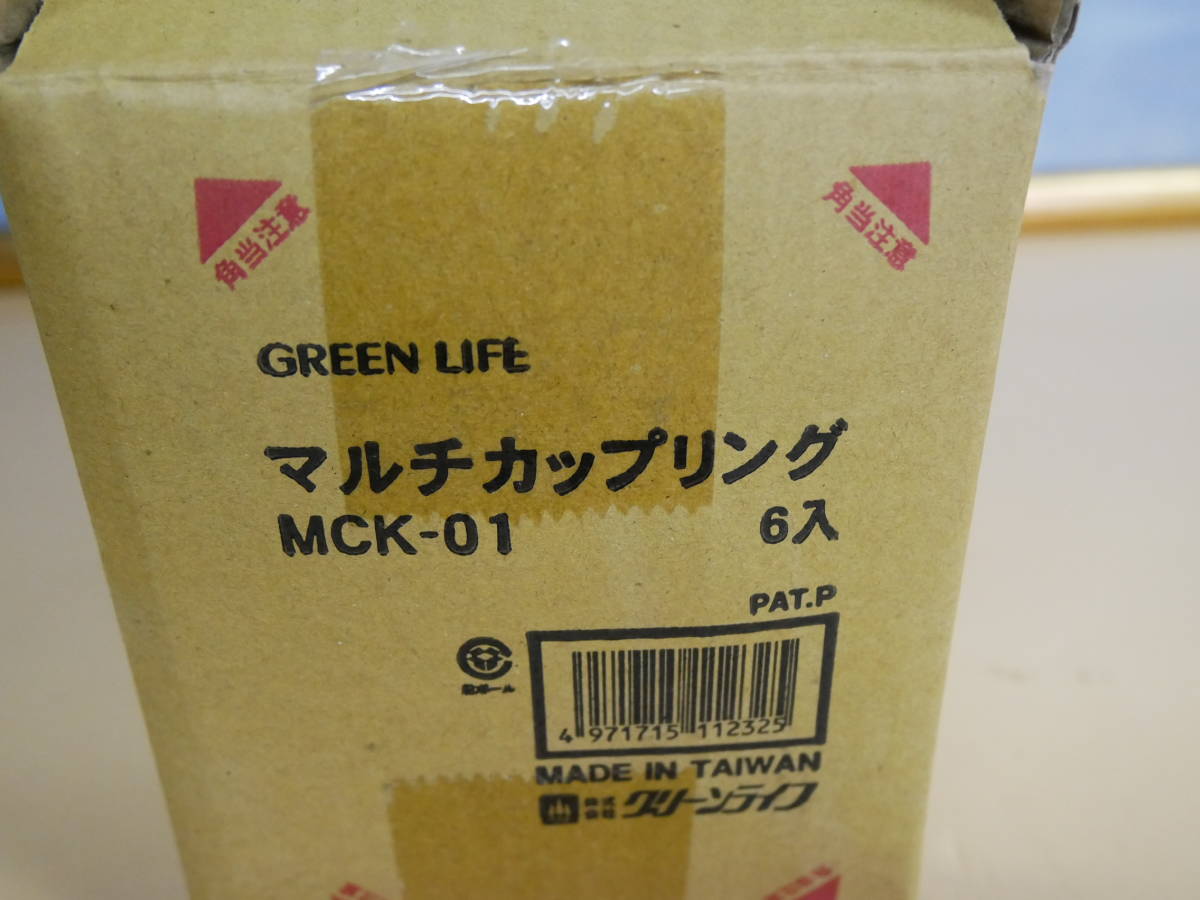 角当注意
角当注意
GREEN LIFE
マルチカップリング
MCK-01 6入
PAT.P
段ボール
4 971715 112325
MADE IN TAIWAN
株式会社 グリーンライフ